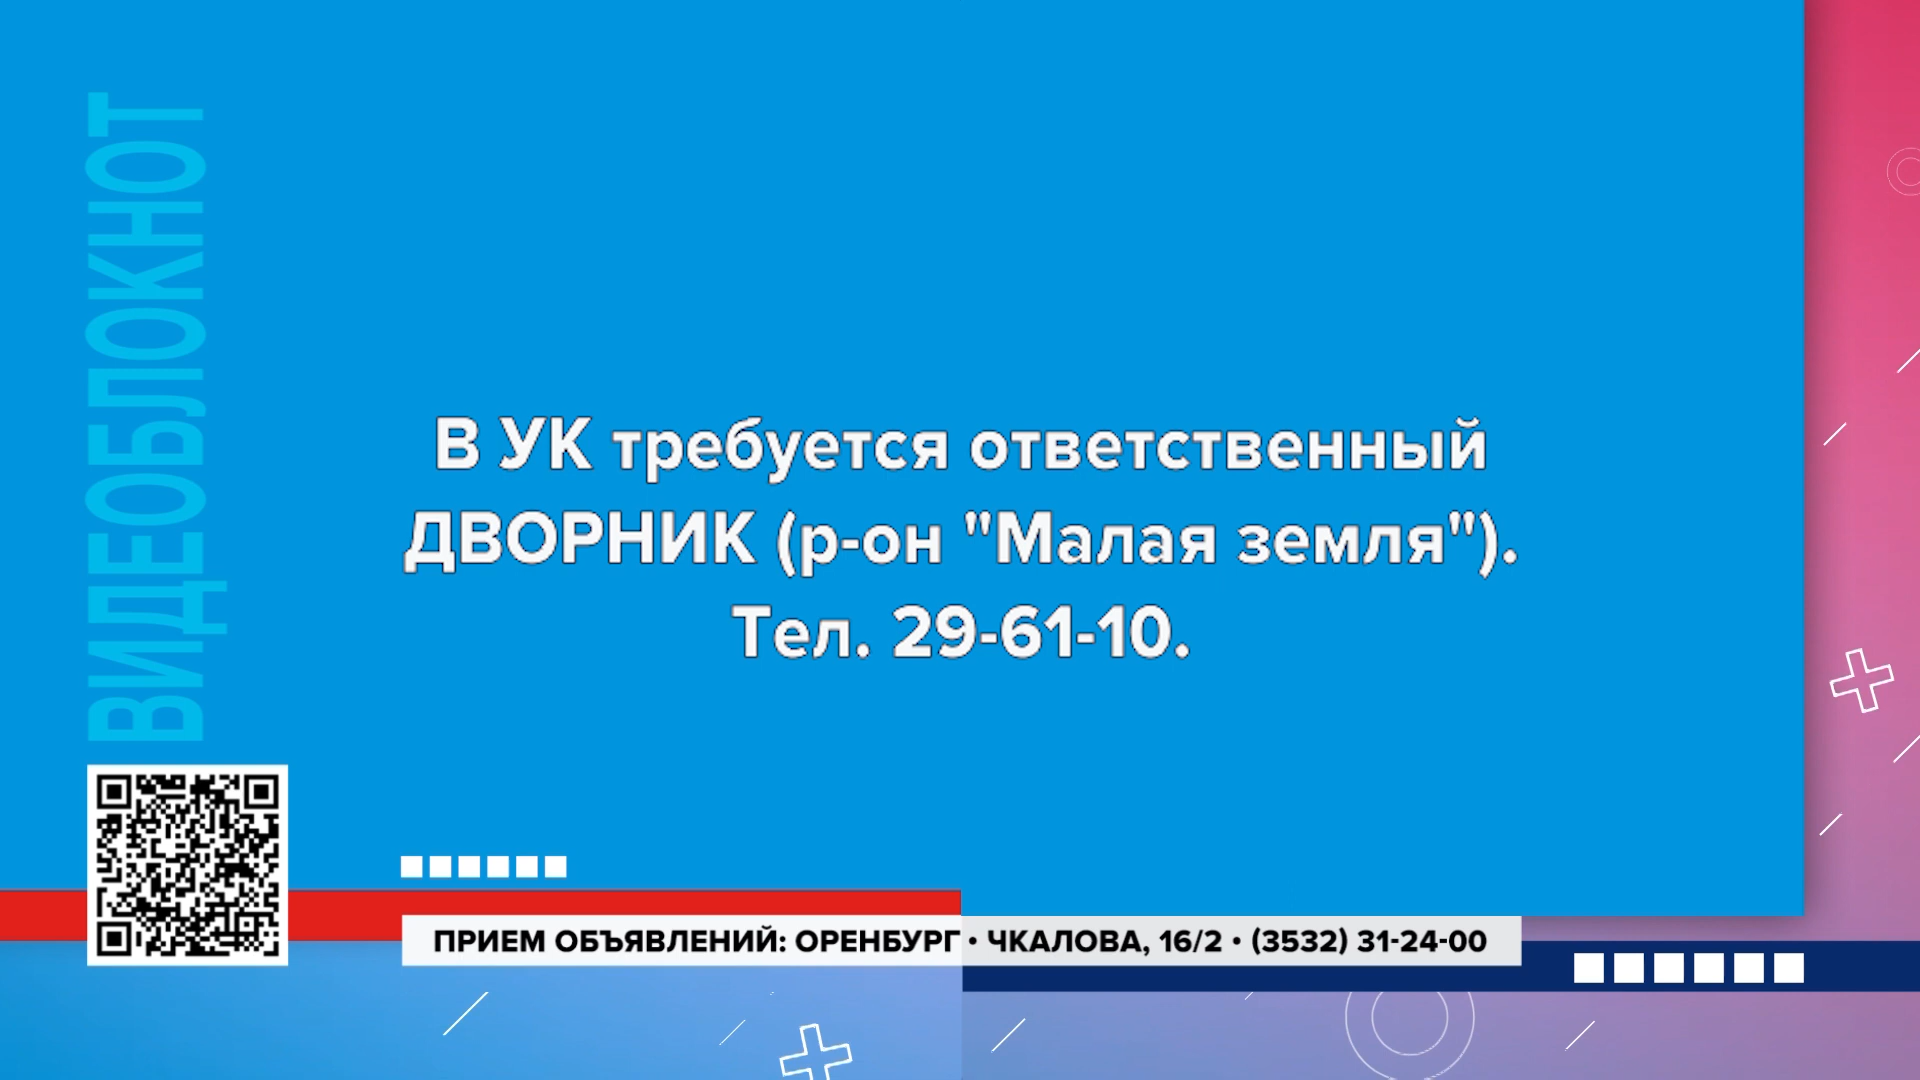 ВИДЕОБЛОКНОТ
В УК требуется ответственный
ДВОРНИК (р-он "Малая земля").
Тел. 29-61-10.
ПРИЕМ ОБЪЯВЛЕНИЙ: ОРЕНБУРГ • ЧКАЛОВА, 16/2 • (3532) 31-24-00